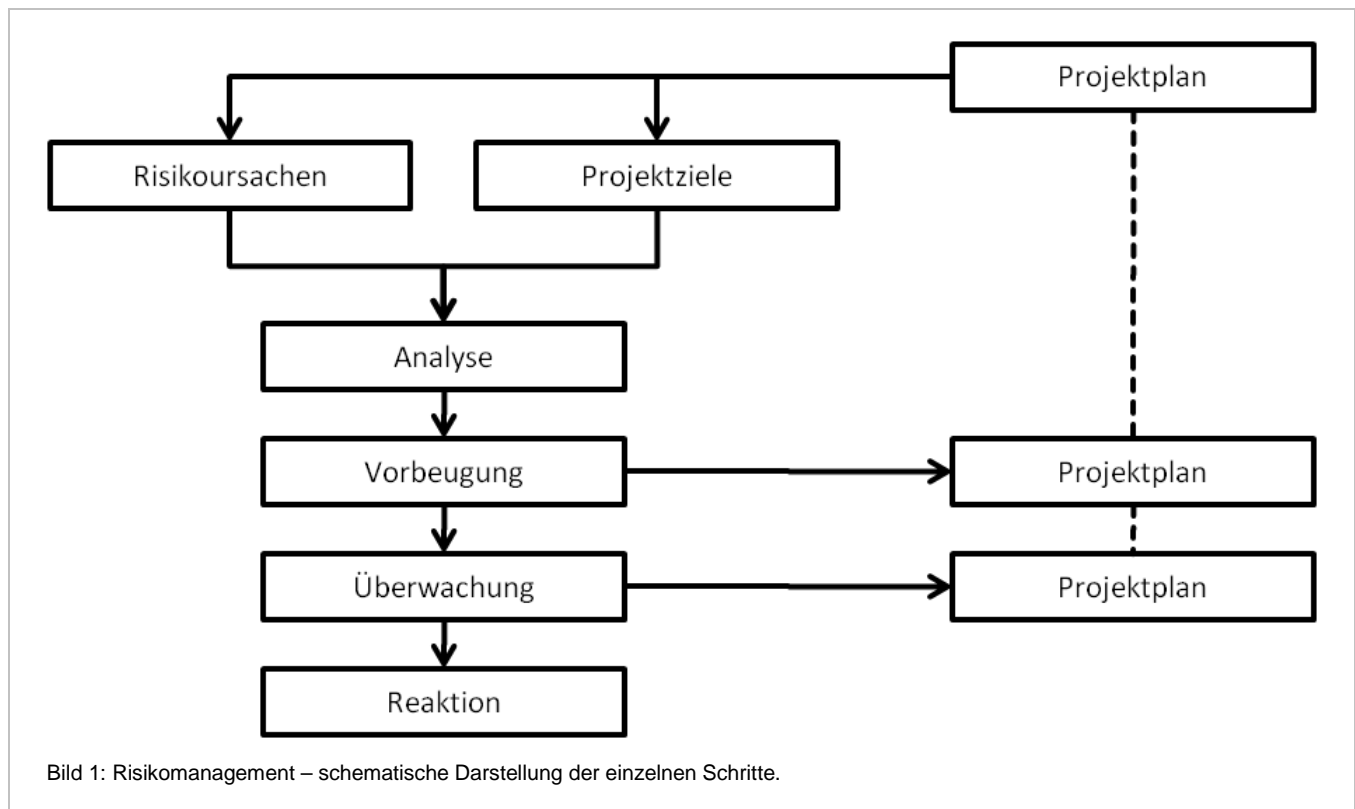 Projektplan
Risikoursachen
Projektziele
Analyse
Vorbeugung
Projektplan
Überwachung
Projektplan
Reaktion
Bild 1: Risikomanagement – schematische Darstellung der einzelnen Schritte.